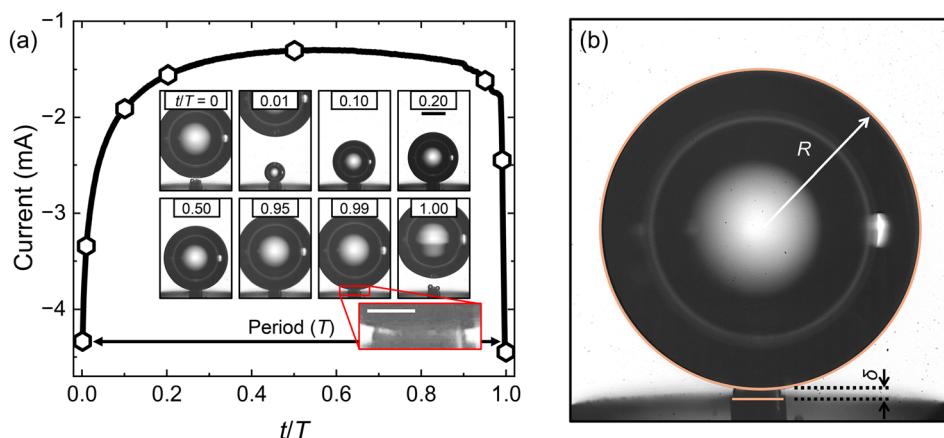 (a)
Current (mA)
−1
−2
−3
−4
t/T = 0
0.01
0.10
0.20
0.50
0.95
0.99
1.00
Period (T)
0.0
0.2
0.4
0.6
0.8
1.0
t/T
(b)
R
δ